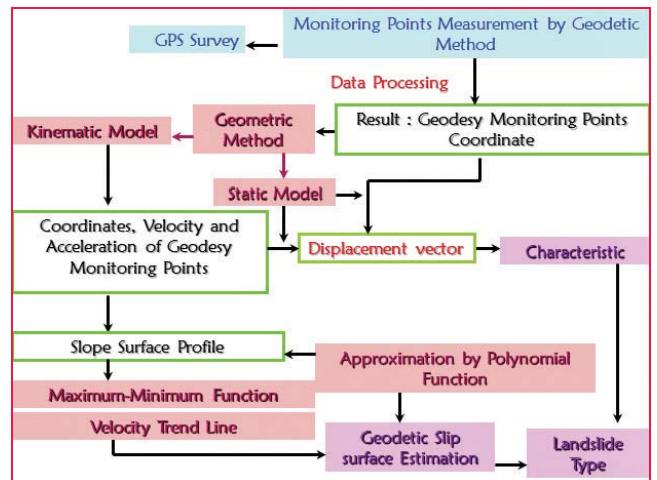 Monitoring Points Measurement by Geodetic
Method
GPS Survey
Data Processing
Result : Geodesy Monitoring Points
Coordinate
Geometric
Method
Kinematic Model
Static Model
Coordinates, Velocity and
Acceleration of Geodesy
Monitoring Points
Displacement vector
Characteristic
Slope Surface Profile
Approximation by Polynomial
Function
Maximum-Minimum Function
Velocity Trend Line
Geodetic Slip
surface Estimation
Landslide
Type